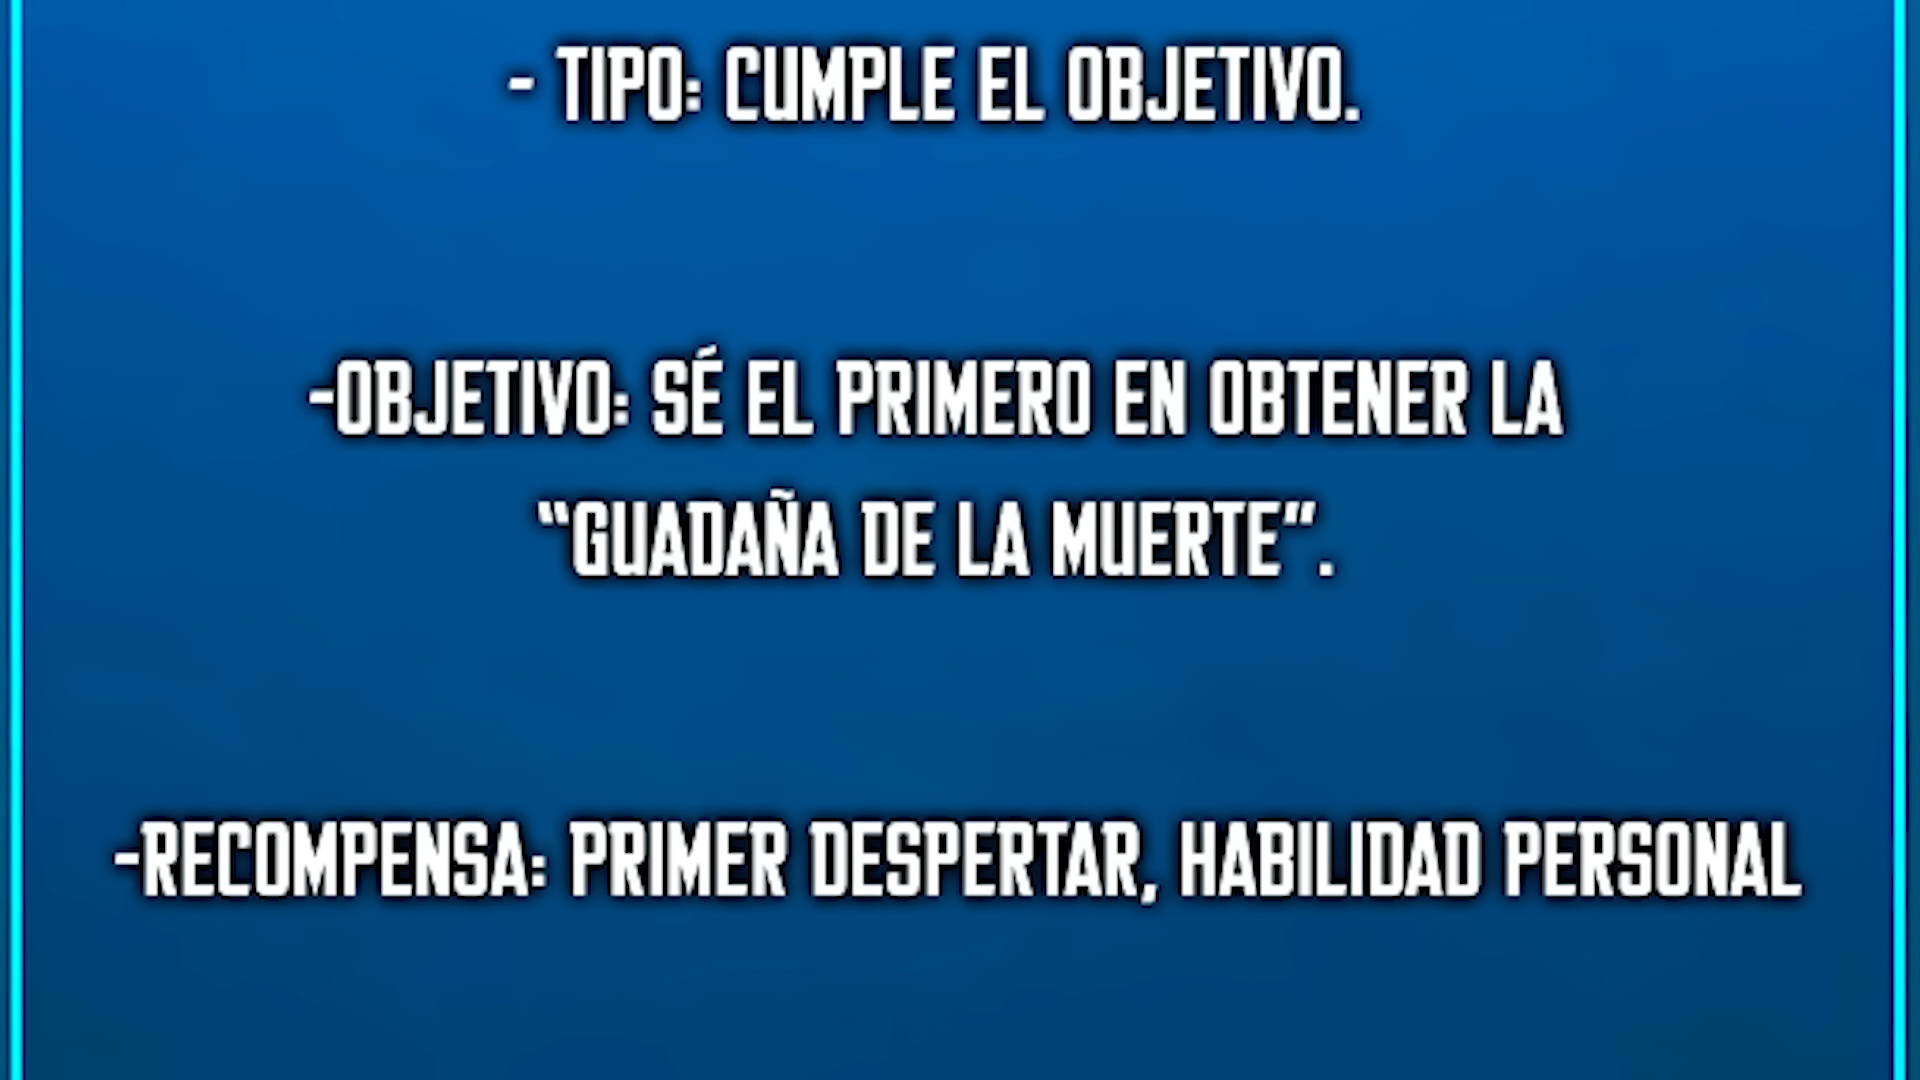 - TIPO: CUMPLE EL OBJETIVO.
-OBJETIVO: SÉ EL PRIMERO EN OBTENER LA
“GUADAÑA DE LA MUERTE”.
-RECOMPENSA: PRIMER DESPERTAR, HABILIDAD PERSONAL